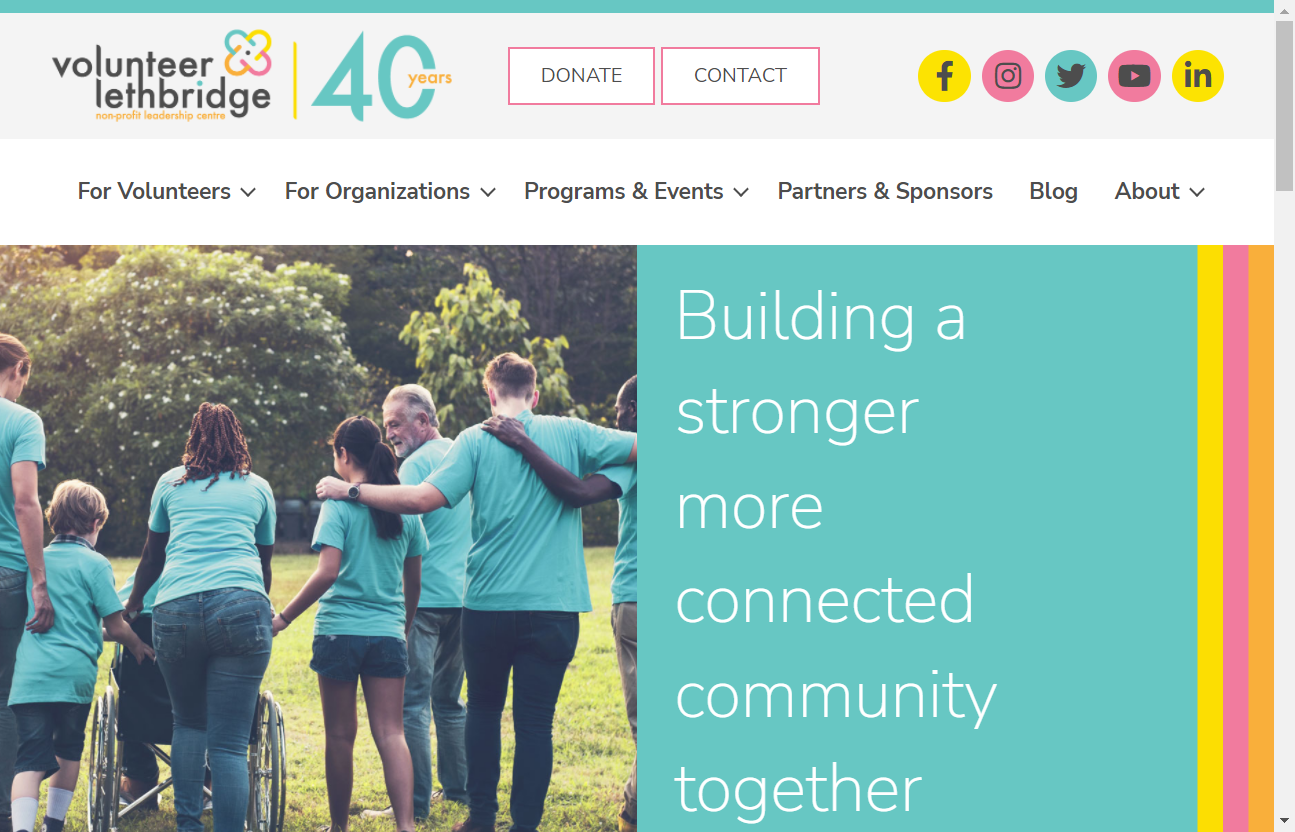 volunteer
lethbridge
non-profit leadership centre
40
years
DONATE
CONTACT
For Volunteers
For Organizations
Programs & Events
Partners & Sponsors
Blog
About
Building a
stronger
more
connected
community
together